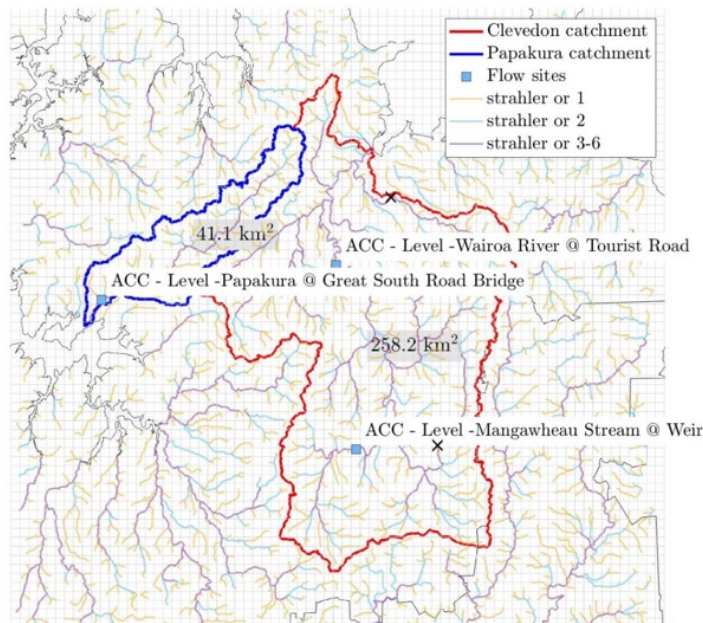 Clevedon catchment
Papakura catchment
Flow sites
strahler or 1
strahler or 2
strahler or 3-6
41.1 km²
ACC - Level -Wairoa River @ Tourist Road
ACC - Level -Papakura @ Great South Road Bridge
258.2 km²
ACC - Level -Mangawheau Stream @ Weir